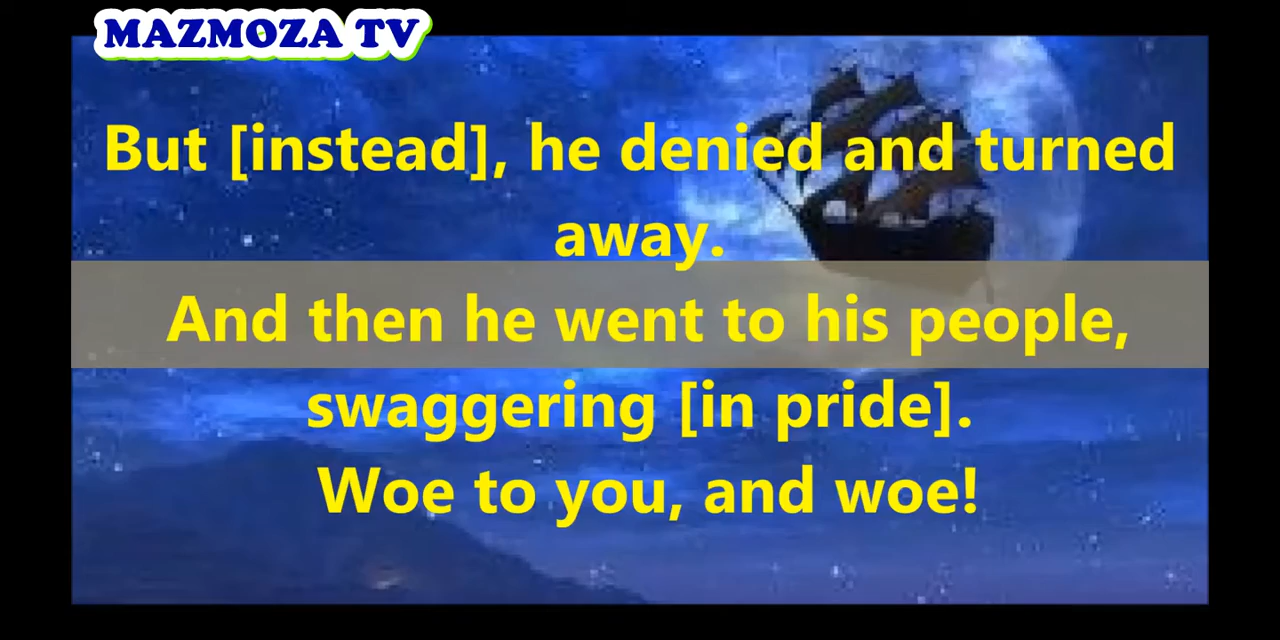 MAZMOZA TV
But [instead], he denied and turned
away.
And then he went to his people,
swaggering [in pride].
Woe to you, and woe!